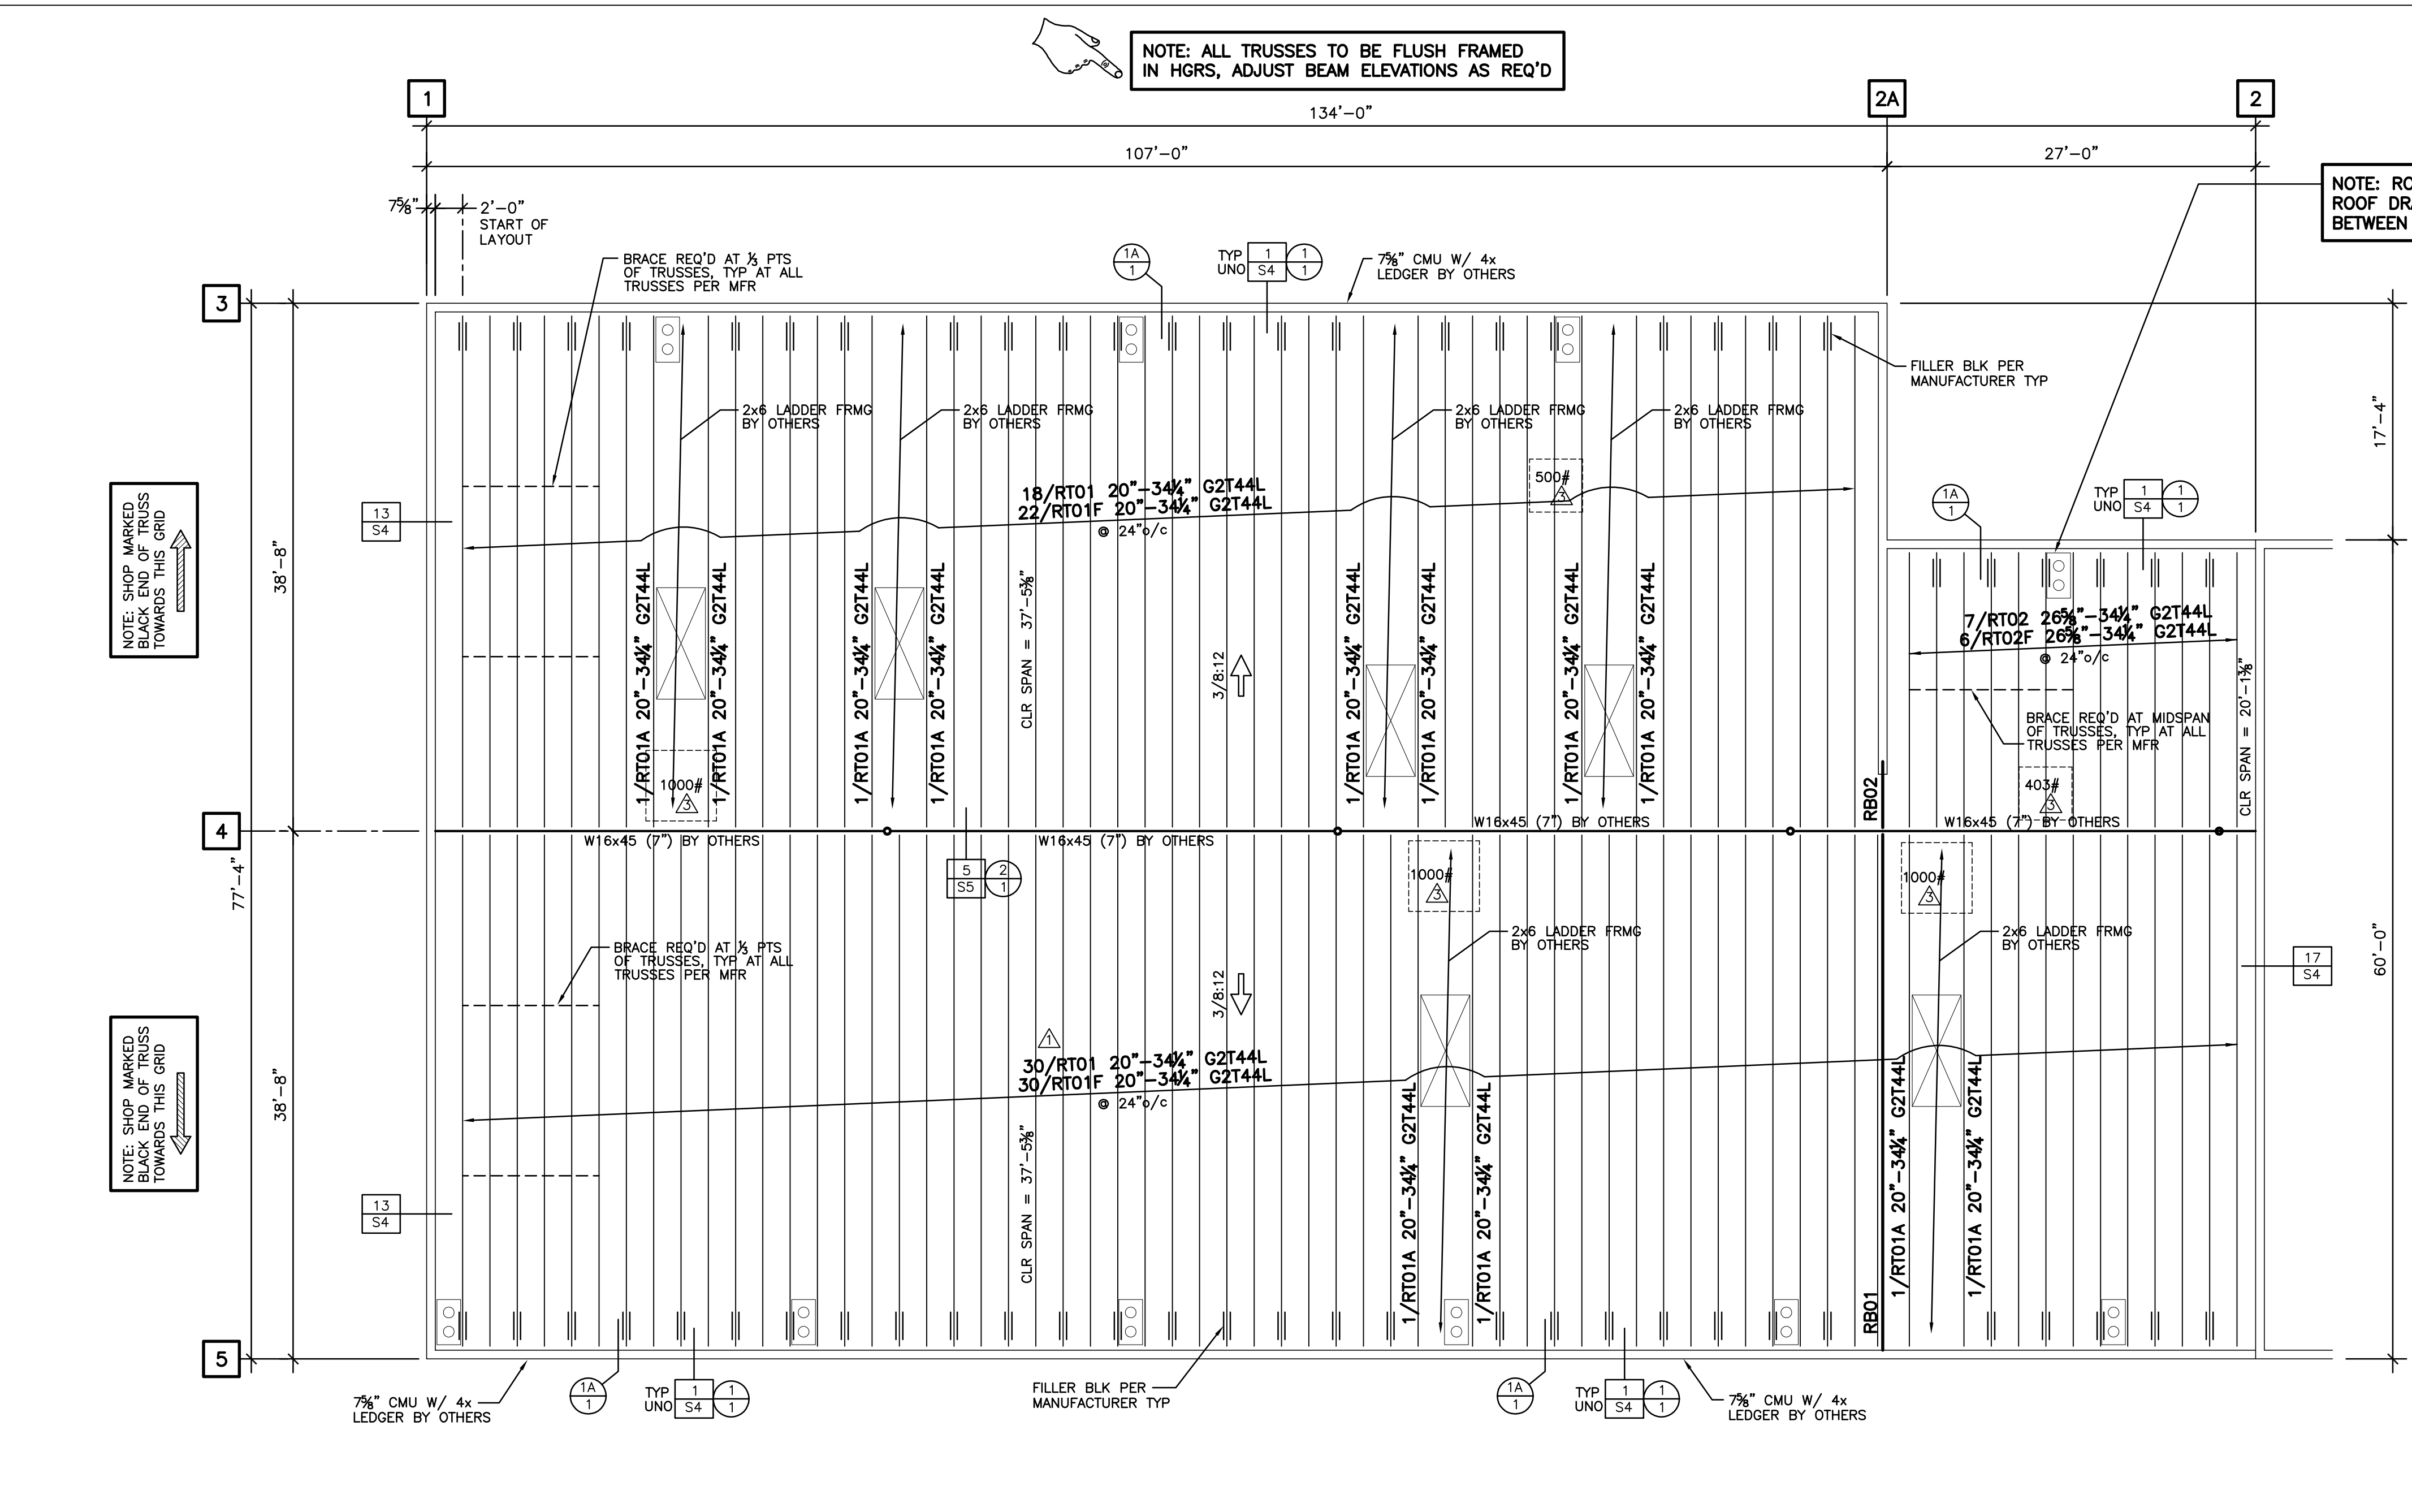 NOTE: ALL TRUSSES TO BE FLUSH FRAMED
IN HGRS, ADJUST BEAM ELEVATIONS AS REQ'D
1
2A
2
134'-0"
107'-0"
27'-0"
7⅝"
2'-0"
START OF
LAYOUT
NOTE: RO
ROOF DRA
BETWEEN
BRACE REQ'D AT ⅓ PTS
OF TRUSSES, TYP AT ALL
TRUSSES PER MFR
1A
1
TYP
UNO
1
S4
1
1
7⅝" CMU W/ 4x
LEDGER BY OTHERS
3
FILLER BLK PER
MANUFACTURER TYP
2x6 LADDER FRMG
BY OTHERS
2x6 LADDER FRMG
BY OTHERS
2x6 LADDER FRMG
BY OTHERS
2x6 LADDER FRMG
BY OTHERS
17'-4"
18/RT01 20"-34¼" G2T44L
22/RT01F 20"-34¼" G2T44L
@ 24"o/c
500#
3
13
S4
NOTE: SHOP MARKED
BLACK END OF TRUSS
TOWARDS THIS GRID
38'-8"
1A
1
TYP
UNO
1
S4
1
1
1/RT01A 20"-34¼" G2T44L
1/RT01A 20"-34¼" G2T44L
1/RT01A 20"-34¼" G2T44L
1/RT01A 20"-34¼" G2T44L
CLR SPAN = 37'-5⅜"
3/8:12
1/RT01A 20"-34¼" G2T44L
1/RT01A 20"-34¼" G2T44L
1/RT01A 20"-34¼" G2T44L
1/RT01A 20"-34¼" G2T44L
7/RT02 26⅝"-34¼" G2T44L
6/RT02F 26⅝"-34¼" G2T44L
@ 24"o/c
BRACE REQ'D AT MIDSPAN
OF TRUSSES, TYP AT ALL
TRUSSES PER MFR
CLR SPAN = 20'-1⅜"
1000#
3
RB02
403#
3
4
W16x45 (7") BY OTHERS
W16x45 (7") BY OTHERS
W16x45 (7") BY OTHERS
W16x45 (7") BY OTHERS
77'-4"
5
S5
2
1
1000#
3
1000#
3
2x6 LADDER FRMG
BY OTHERS
2x6 LADDER FRMG
BY OTHERS
60'-0"
17
S4
BRACE REQ'D AT ⅓ PTS
OF TRUSSES, TYP AT ALL
TRUSSES PER MFR
3/8:12
1
30/RT01 20"-34¼" G2T44L
30/RT01F 20"-34¼" G2T44L
@ 24"o/c
NOTE: SHOP MARKED
BLACK END OF TRUSS
TOWARDS THIS GRID
38'-8"
CLR SPAN = 37'-5⅜"
1/RT01A 20"-34¼" G2T44L
1/RT01A 20"-34¼" G2T44L
1/RT01A 20"-34¼" G2T44L
1/RT01A 20"-34¼" G2T44L
13
S4
RB01
5
7⅝" CMU W/ 4x
LEDGER BY OTHERS
1A
1
TYP
UNO
1
S4
1
1
FILLER BLK PER
MANUFACTURER TYP
1A
1
TYP
UNO
1
S4
1
1
7⅝" CMU W/ 4x
LEDGER BY OTHERS